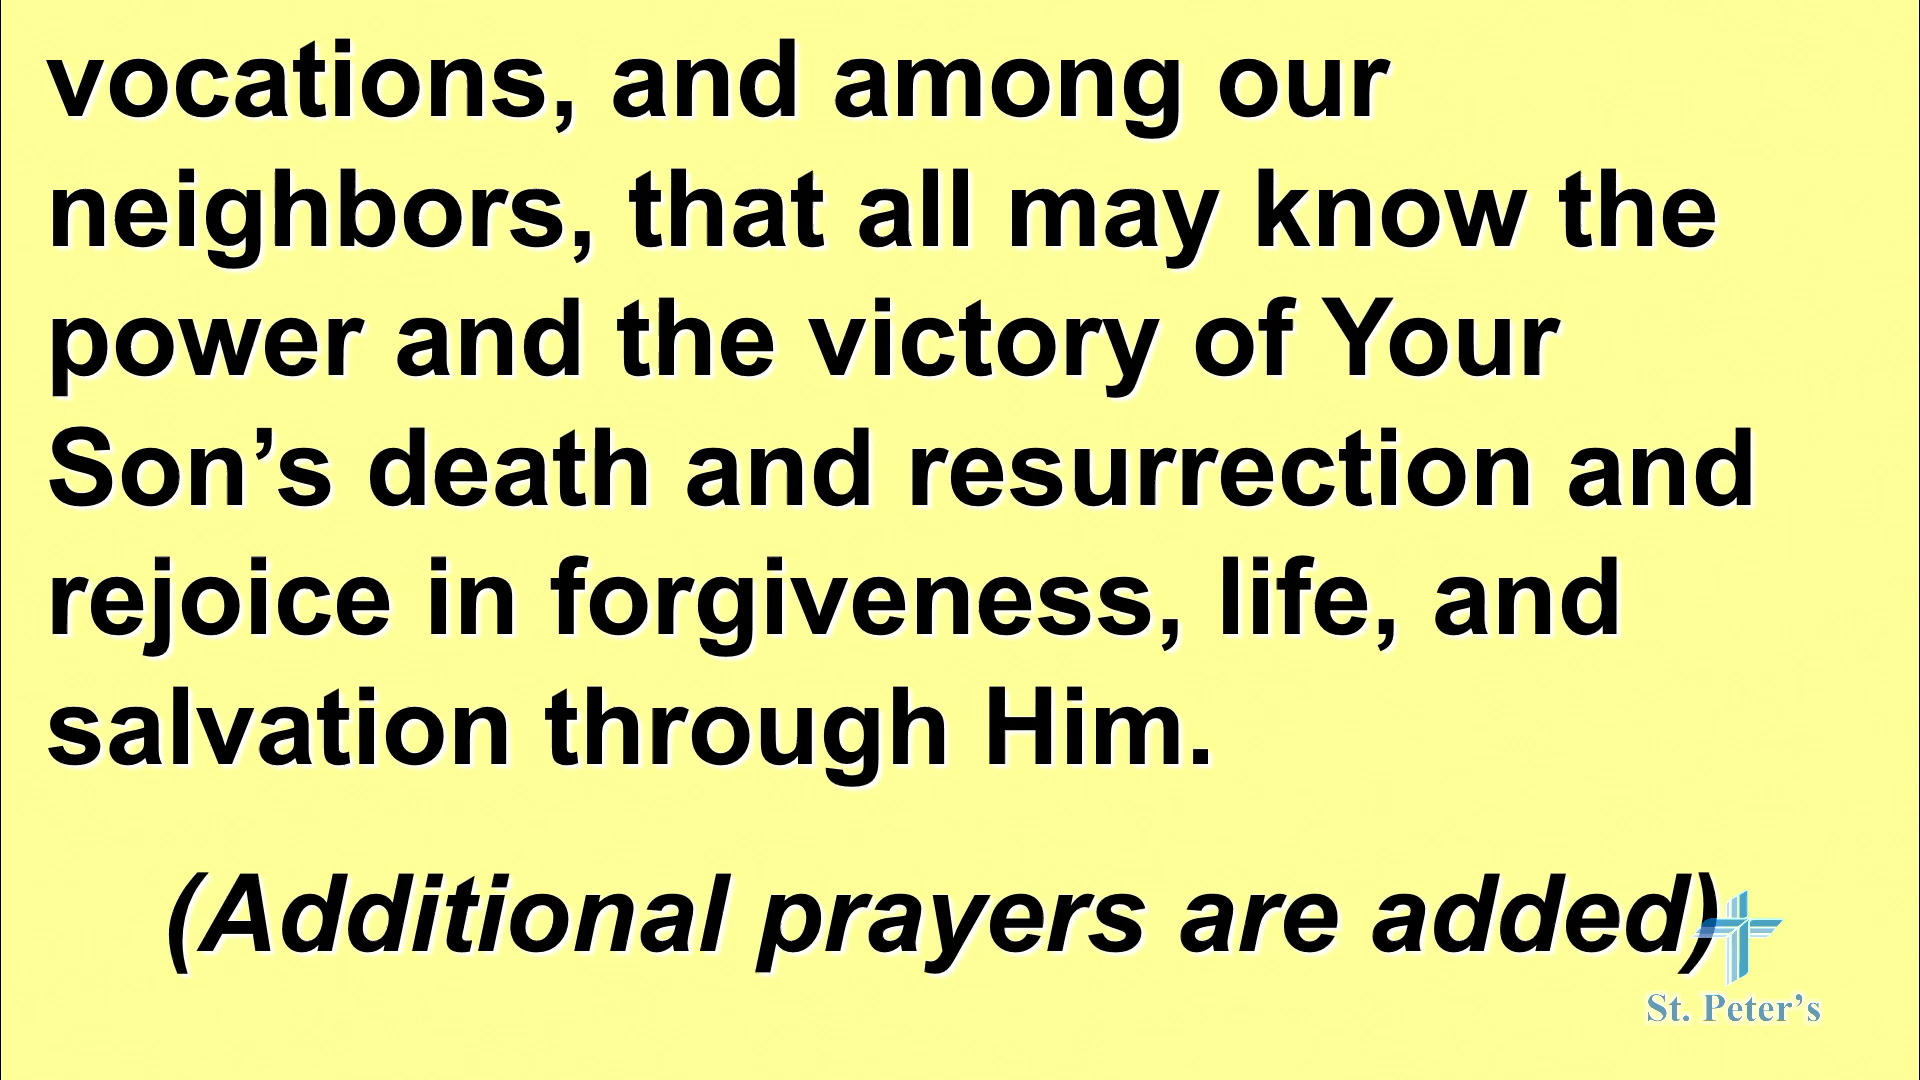 vocations, and among our
neighbors, that all may know the
power and the victory of Your
Son’s death and resurrection and
rejoice in forgiveness, life, and
salvation through Him.
(Additional prayers are added)
St. Peter’s